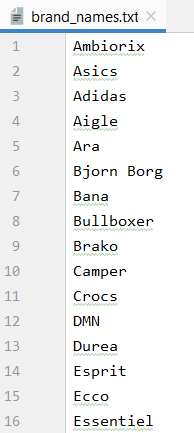 brand_names.txt
1 Ambiorix
2 Asics
3 Adidas
4 Aigle
5 Ara
6 Bjorn Borg
7 Bana
8 Bullboxer
9 Brako
10 Camper
11 Crocs
12 DMN
13 Durea
14 Esprit
15 Ecco
16 Essentiel